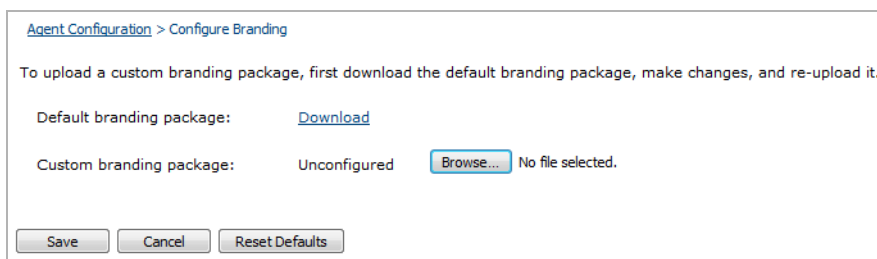 Agent Configuration > Configure Branding
To upload a custom branding package, first download the default branding package, make changes, and re-upload it.
Default branding package: Download
Custom branding package: Unconfigured Browse... No file selected.
Save Cancel Reset Defaults